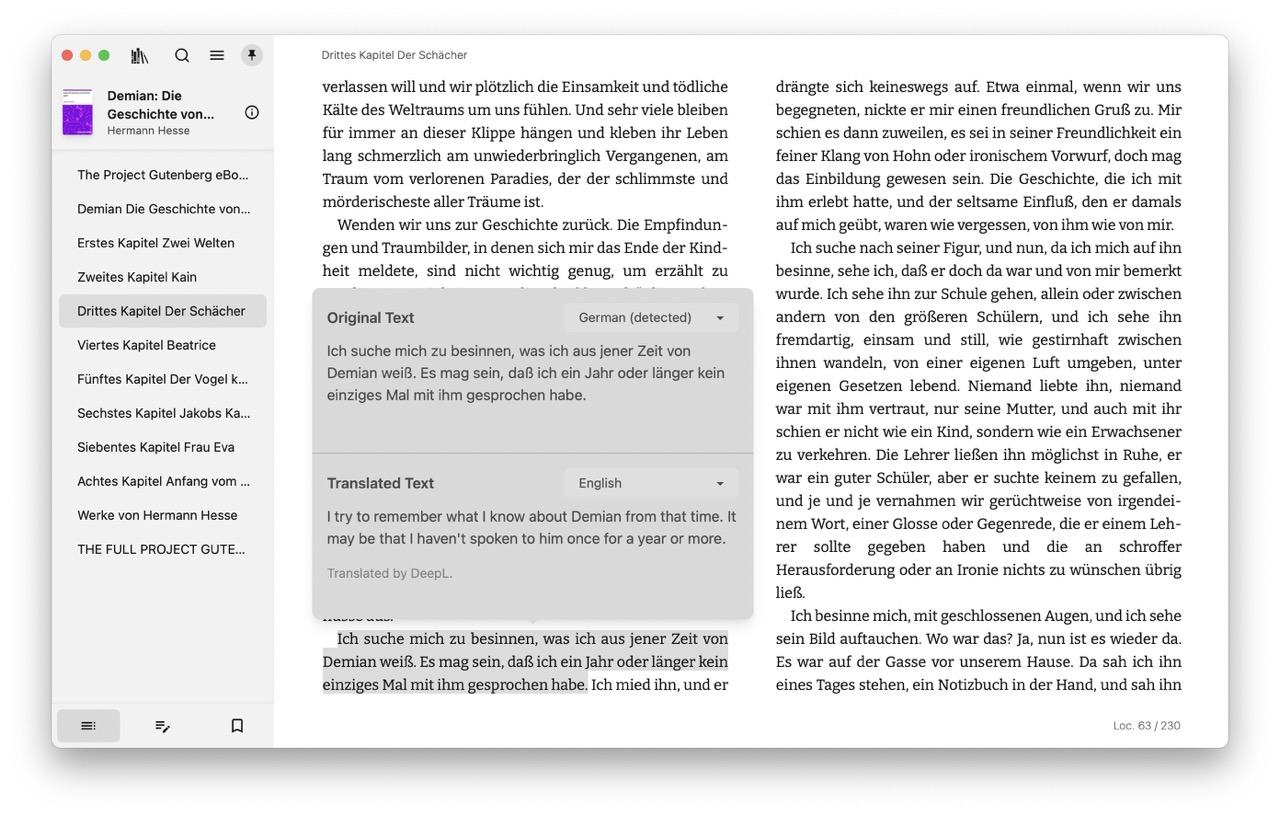 Demian: Die
Geschichte von...
Hermann Hesse
The Project Gutenberg eBo...
Demian Die Geschichte von...
Erstes Kapitel Zwei Welten
Zweites Kapitel Kain
Drittes Kapitel Der Schächer
Viertes Kapitel Beatrice
Fünftes Kapitel Der Vogel k...
Sechstes Kapitel Jakobs Ka...
Siebentes Kapitel Frau Eva
Achtes Kapitel Anfang vom ...
Werke von Hermann Hesse
THE FULL PROJECT GUTE...
Drittes Kapitel Der Schächer
verlassen will und wir plötzlich die Einsamkeit und tödliche
Kälte des Weltraums um uns fühlen. Und sehr viele bleiben
für immer an dieser Klippe hängen und kleben ihr Leben
lang schmerzlich am unwiederbringlich Vergangenen, am
Traum vom verlorenen Paradies, der der schlimmste und
mörderischeste aller Träume ist.
Wenden wir uns zur Geschichte zurück. Die Empfindun-
gen und Traumbilder, in denen sich mir das Ende der Kind-
heit meldete, sind nicht wichtig genug, um erzählt zu
Original Text
German (detected)
Ich suche mich zu besinnen, was ich aus jener Zeit von
Demian weiß. Es mag sein, daß ich ein Jahr oder länger kein
einziges Mal mit ihm gesprochen habe.
Translated Text
English
I try to remember what I know about Demian from that time. It
may be that I haven't spoken to him once for a year or more.
Translated by DeepL.
Ich suche mich zu besinnen, was ich aus jener Zeit von
Demian weiß. Es mag sein, daß ich ein Jahr oder länger kein
einziges Mal mit ihm gesprochen habe. Ich mied ihn, und er
drängte sich keineswegs auf. Etwa einmal, wenn wir uns
begegneten, nickte er mir einen freundlichen Gruß zu. Mir
schien es dann zuweilen, es sei in seiner Freundlichkeit ein
feiner Klang von Hohn oder ironischem Vorwurf, doch mag
das Einbildung gewesen sein. Die Geschichte, die ich mit
ihm erlebt hatte, und der seltsame Einfluß, den er damals
auf mich geübt, waren wie vergessen, von ihm wie von mir.
Ich suche nach seiner Figur, und nun, da ich mich auf ihn
besinne, sehe ich, daß er doch da war und von mir bemerkt
wurde. Ich sehe ihn zur Schule gehen, allein oder zwischen
andern von den größeren Schülern, und ich sehe ihn
fremdartig, einsam und still, wie gestirnhaft zwischen
ihnen wandeln, von einer eigenen Luft umgeben, unter
eigenen Gesetzen lebend. Niemand liebte ihn, niemand
war mit ihm vertraut, nur seine Mutter, und auch mit ihr
schien er nicht wie ein Kind, sondern wie ein Erwachsener
zu verkehren. Die Lehrer ließen ihn möglichst in Ruhe, er
war ein guter Schüler, aber er suchte keinem zu gefallen,
und je und je vernahmen wir gerüchtweise von irgendei-
nem Wort, einer Glosse oder Gegenrede, die er einem Leh-
rer sollte gegeben haben und die an schroffer
Herausforderung oder an Ironie nichts zu wünschen übrig
ließ.
Ich besinne mich, mit geschlossenen Augen, und ich sehe
sein Bild auftauchen. Wo war das? Ja, nun ist es wieder da.
Es war auf der Gasse vor unserem Hause. Da sah ich ihn
eines Tages stehen, ein Notizbuch in der Hand, und sah ihn
Loc. 63 / 230